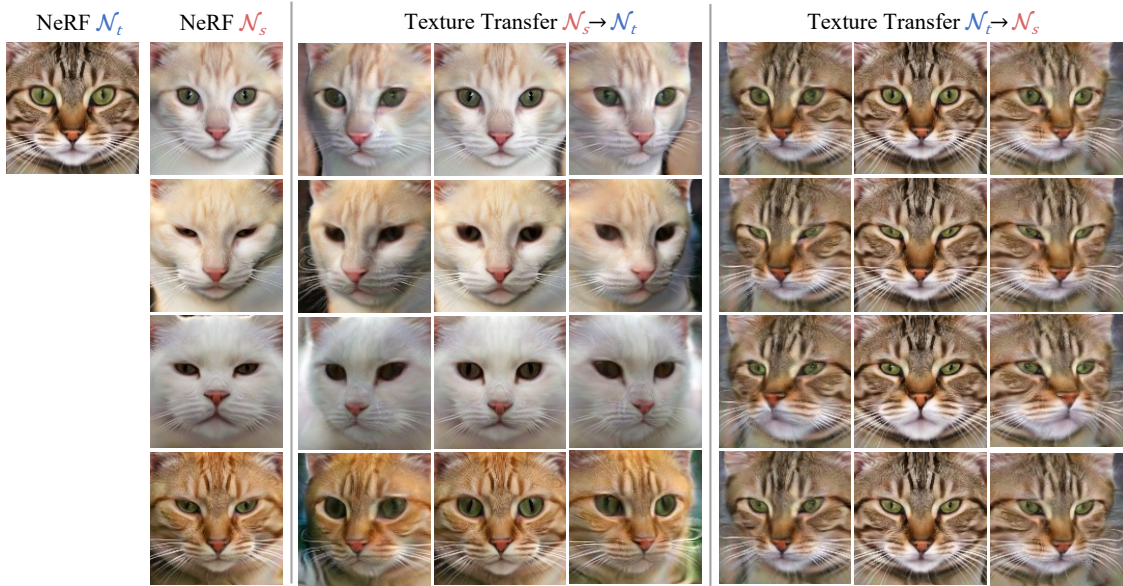 NeRF 𝒩ₜ
NeRF 𝒩ₛ
Texture Transfer 𝒩ₛ→𝒩ₜ
Texture Transfer 𝒩ₜ→𝒩ₛ